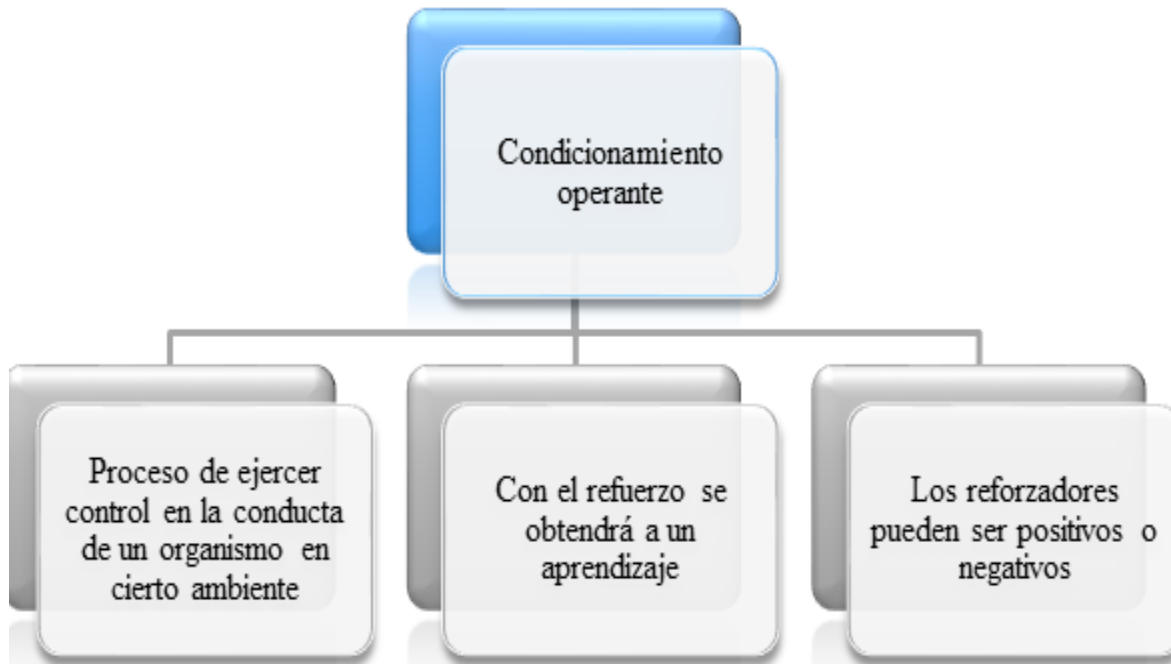 Condicionamiento
operante
Proceso de ejercer
control en la conducta
de un organismo en
cierto ambiente
Con el refuerzo se
obtendrá a un
aprendizaje
Los reforzadores
pueden ser positivos o
negativos